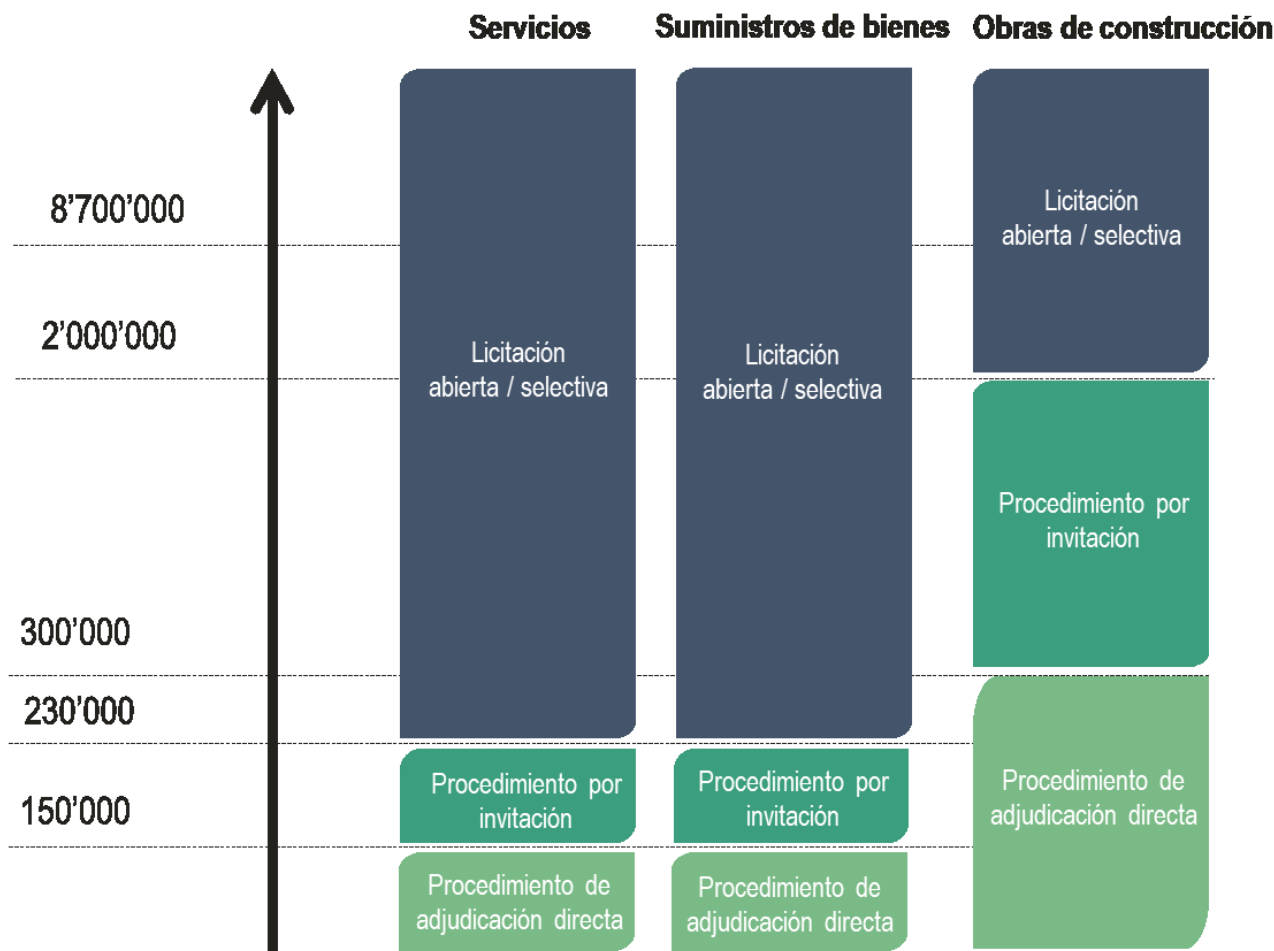 Servicios
Suministros de bienes
Obras de construcción
8’700’000
2’000’000
300’000
230’000
150’000
Licitación
abierta / selectiva
Procedimiento por
invitación
Procedimiento de
adjudicación directa
Licitación
abierta / selectiva
Procedimiento por
invitación
Procedimiento de
adjudicación directa
Licitación
abierta / selectiva
Procedimiento por
invitación
Procedimiento de
adjudicación directa